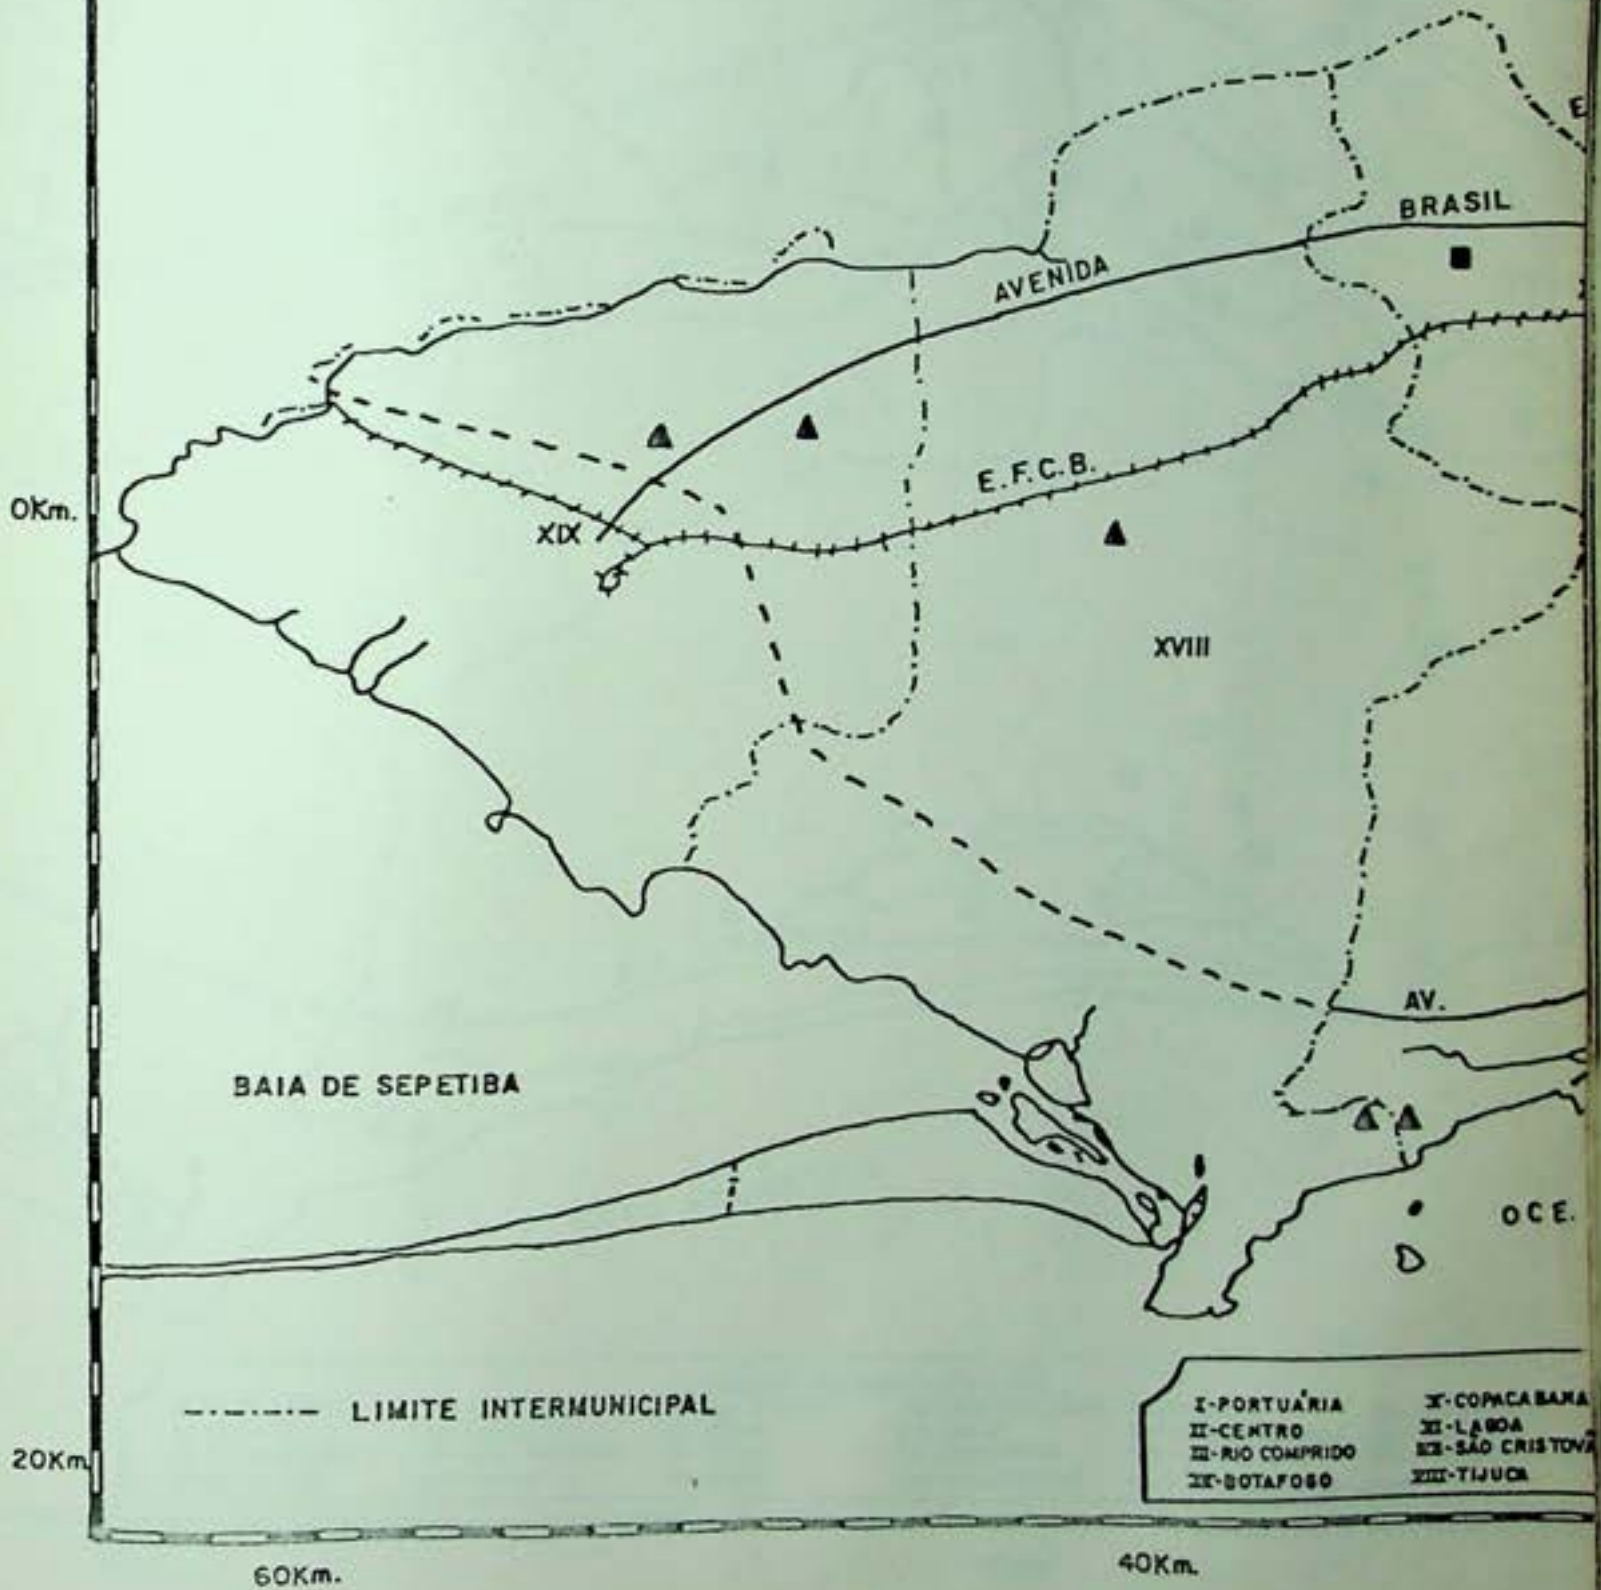 E
BRASIL
AVENIDA
E.F.C.B.
0Km.
XIX
XVIII
AV.
BAIA DE SEPETIBA
OCE.
LIMITE INTERMUNICIPAL
I-PORTUÁRIA
II-CENTRO
III-RIO COMPRIDO
IX-BOTAFOGO
X-COPACABANA
XI-LAGOA
XII-SÃO CRISTOVÃ
VIII-TIJUCA
20Km
60Km.
40Km.